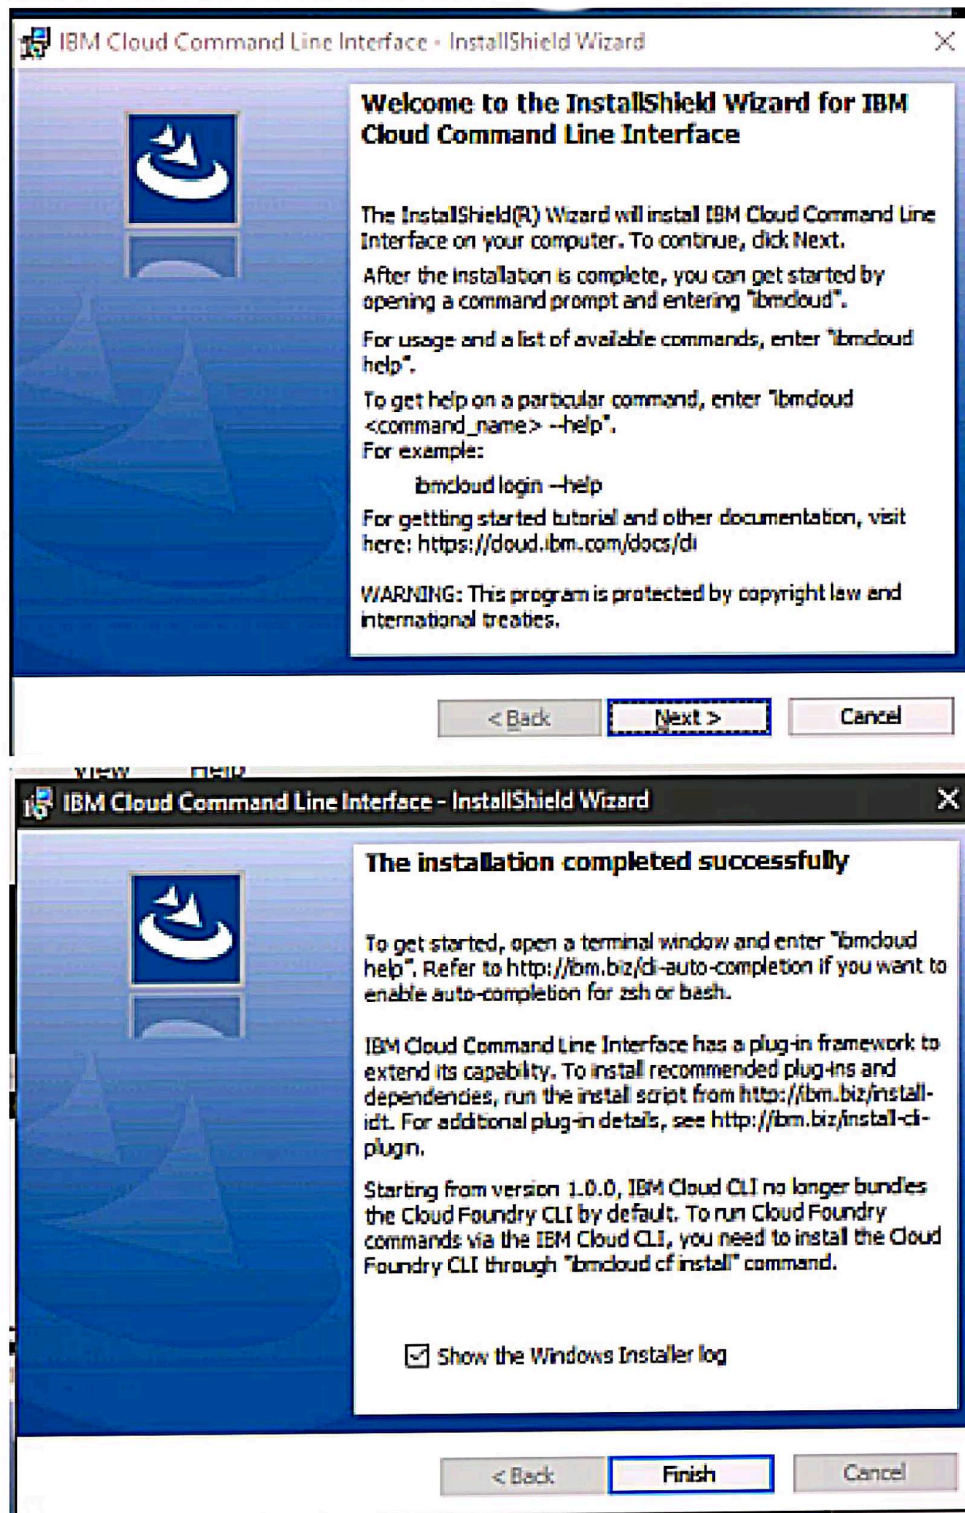 IBM Cloud Command Line Interface - InstallShield Wizard
Welcome to the InstallShield Wizard for IBM
Cloud Command Line Interface
The InstallShield(R) Wizard will install IBM Cloud Command Line
Interface on your computer. To continue, click Next.
After the installation is complete, you can get started by
opening a command prompt and entering "ibmcloud".
For usage and a list of available commands, enter "ibmcloud
help".
To get help on a particular command, enter "ibmcloud
<command_name> --help".
For example:
ibmcloud login --help
For gettting started tutorial and other documentation, visit
here: https://cloud.ibm.com/docs/cli
WARNING: This program is protected by copyright law and
international treaties.
< Back Next > Cancel
View Help
IBM Cloud Command Line Interface - InstallShield Wizard
The installation completed successfully
To get started, open a terminal window and enter "ibmcloud
help". Refer to http://ibm.biz/cli-auto-completion if you want to
enable auto-completion for zsh or bash.
IBM Cloud Command Line Interface has a plug-in framework to
extend its capability. To install recommended plug-ins and
dependencies, run the install script from http://ibm.biz/install-
idt. For additional plug-in details, see http://ibm.biz/install-cli-
plugin.
Starting from version 1.0.0, IBM Cloud CLI no longer bundles
the Cloud Foundry CLI by default. To run Cloud Foundry
commands via the IBM Cloud CLI, you need to install the Cloud
Foundry CLI through "ibmcloud cf install" command.
Show the Windows Installer log
< Back Finish Cancel